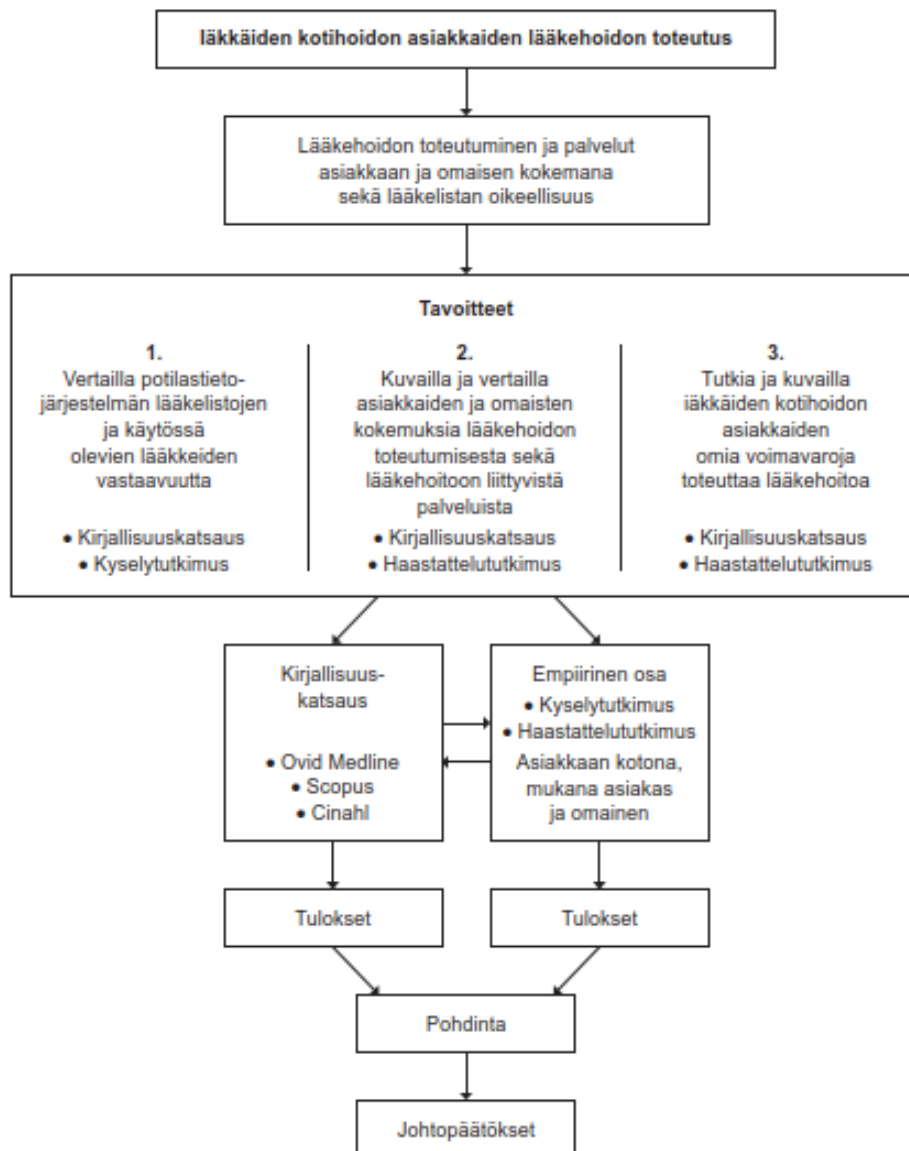 Iäkkäiden kotihoidon asiakkaiden lääkehoidon toteutus
Lääkehoidon toteutuminen ja palvelut
asiakkaan ja omaisen kokemana
sekä lääkelistan oikeellisuus
Tavoitteet
1.
Vertailla potilastieto-
järjestelmän lääkelistojen
ja käytössä
olevien lääkkeiden
vastaavuutta
● Kirjallisuuskatsaus
● Kyselytutkimus
2.
Kuvailla ja vertailla
asiakkaiden ja omaisten
kokemuksia lääkehoidon
toteutumisesta sekä
lääkehoitoon liittyvistä
palveluista
● Kirjallisuuskatsaus
● Haastattelututkimus
3.
Tutkia ja kuvailla
iäkkäiden kotihoidon
asiakkaiden
omia voimavaroja
toteuttaa lääkehoitoa
● Kirjallisuuskatsaus
● Haastattelututkimus
Kirjallisuus-
katsaus
● Ovid Medline
● Scopus
● Cinahl
Empiirinen osa
● Kyselytutkimus
● Haastattelututkimus
Asiakkaan kotona,
mukana asiakas
ja omainen
Tulokset
Tulokset
Pohdinta
Johtopäätökset